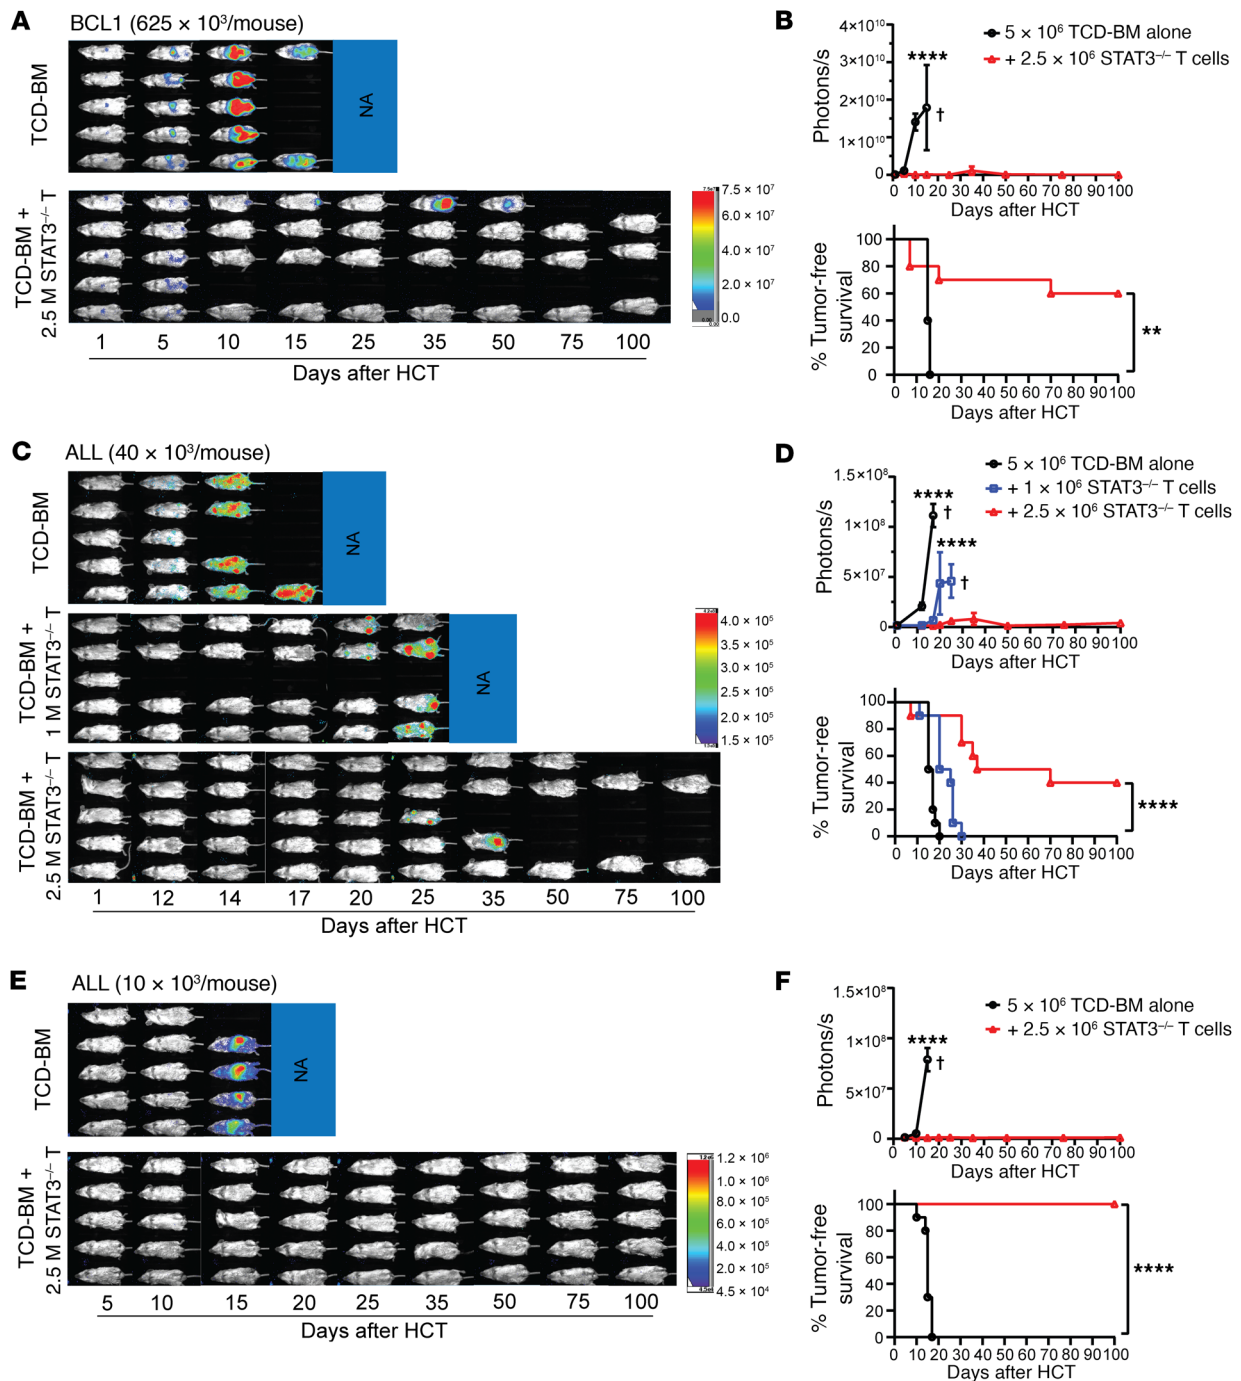 A
BCL1 (625 × 10³/mouse)
TCD-BM
NA
TCD-BM +
2.5 M STAT3⁻/⁻ T
7.5 × 10⁷
6.0 × 10⁷
4.0 × 10⁷
2.0 × 10⁷
0.0
1 5 10 15 25 35 50 75 100
Days after HCT
B
5 × 10⁶ TCD-BM alone
+ 2.5 × 10⁶ STAT3⁻/⁻ T cells
Photons/s
4×10¹⁰
3×10¹⁰
2×10¹⁰
1×10¹⁰
0
****
†
0 10 20 30 40 50 60 70 80 90 100
Days after HCT
% Tumor-free
survival
100
80
60
40
20
0
**
0 10 20 30 40 50 60 70 80 90 100
Days after HCT
C
ALL (40 × 10³/mouse)
TCD-BM
NA
TCD-BM +
1 M STAT3⁻/⁻ T
NA
TCD-BM +
2.5 M STAT3⁻/⁻ T
4.0 × 10⁵
3.5 × 10⁵
3.0 × 10⁵
2.5 × 10⁵
2.0 × 10⁵
1.5 × 10⁵
1 12 14 17 20 25 35 50 75 100
Days after HCT
D
5 × 10⁶ TCD-BM alone
+ 1 × 10⁶ STAT3⁻/⁻ T cells
+ 2.5 × 10⁶ STAT3⁻/⁻ T cells
Photons/s
1.5×10⁸
1×10⁸
5×10⁷
0
****
†
****
†
0 10 20 30 40 50 60 70 80 90 100
Days after HCT
% Tumor-ree
survival
100
80
60
40
20
0
****
0 10 20 30 40 50 60 70 80 90 100
Days after HCT
E
ALL (10 × 10³/mouse)
TCD-BM
NA
TCD-BM +
2.5 M STAT3⁻/⁻ T
1.2 × 10⁶
1.0 × 10⁶
8.0 × 10⁵
6.0 × 10⁵
4.0 × 10⁵
2.0 × 10⁵
4.5 × 10⁴
5 10 15 20 25 35 50 75 100
Days after HCT
F
5 × 10⁶ TCD-BM alone
+ 2.5 × 10⁶ STAT3⁻/⁻ T cells
Photons/s
1.5×10⁸
1×10⁸
5×10⁷
0
****
†
0 10 20 30 40 50 60 70 80 90 100
Days after HCT
% Tumor-free
survival
100
80
60
40
20
0
****
0 10 20 30 40 50 60 70 80 90 100
Days after HCT